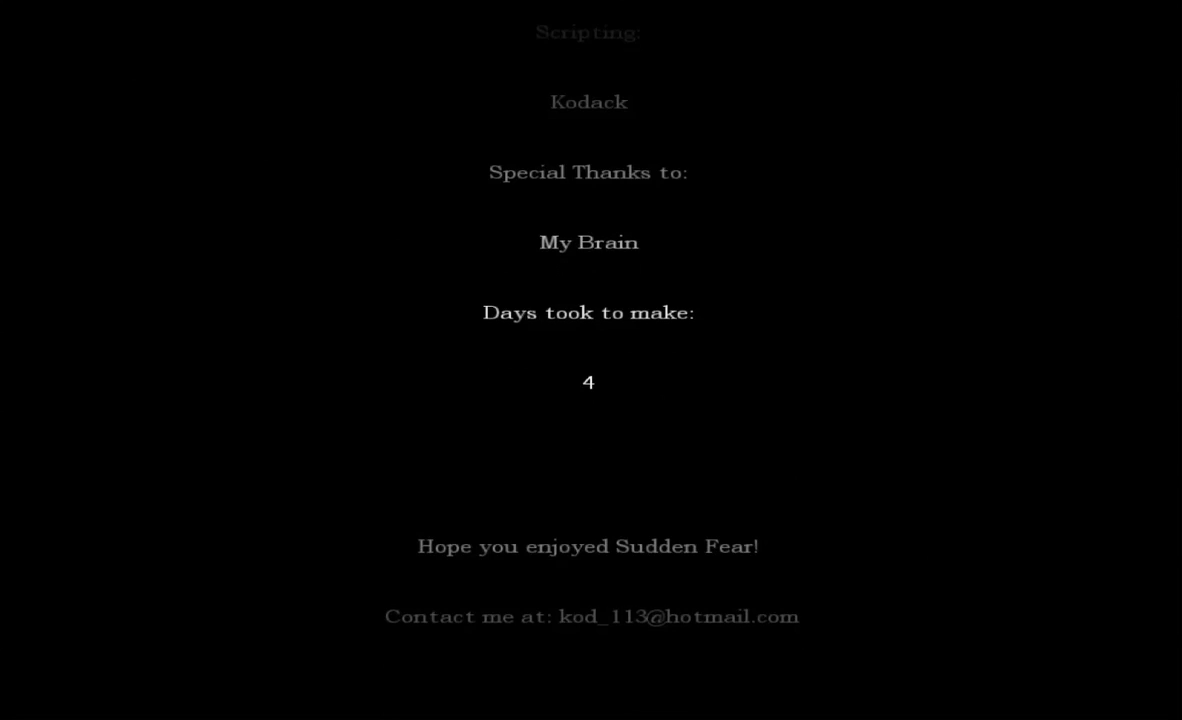 Scripting:
Kodack
Special Thanks to:
My Brain
Days took to make:
4
Hope you enjoyed Sudden Fear!
Contact me at: kod_113@hotmail.com